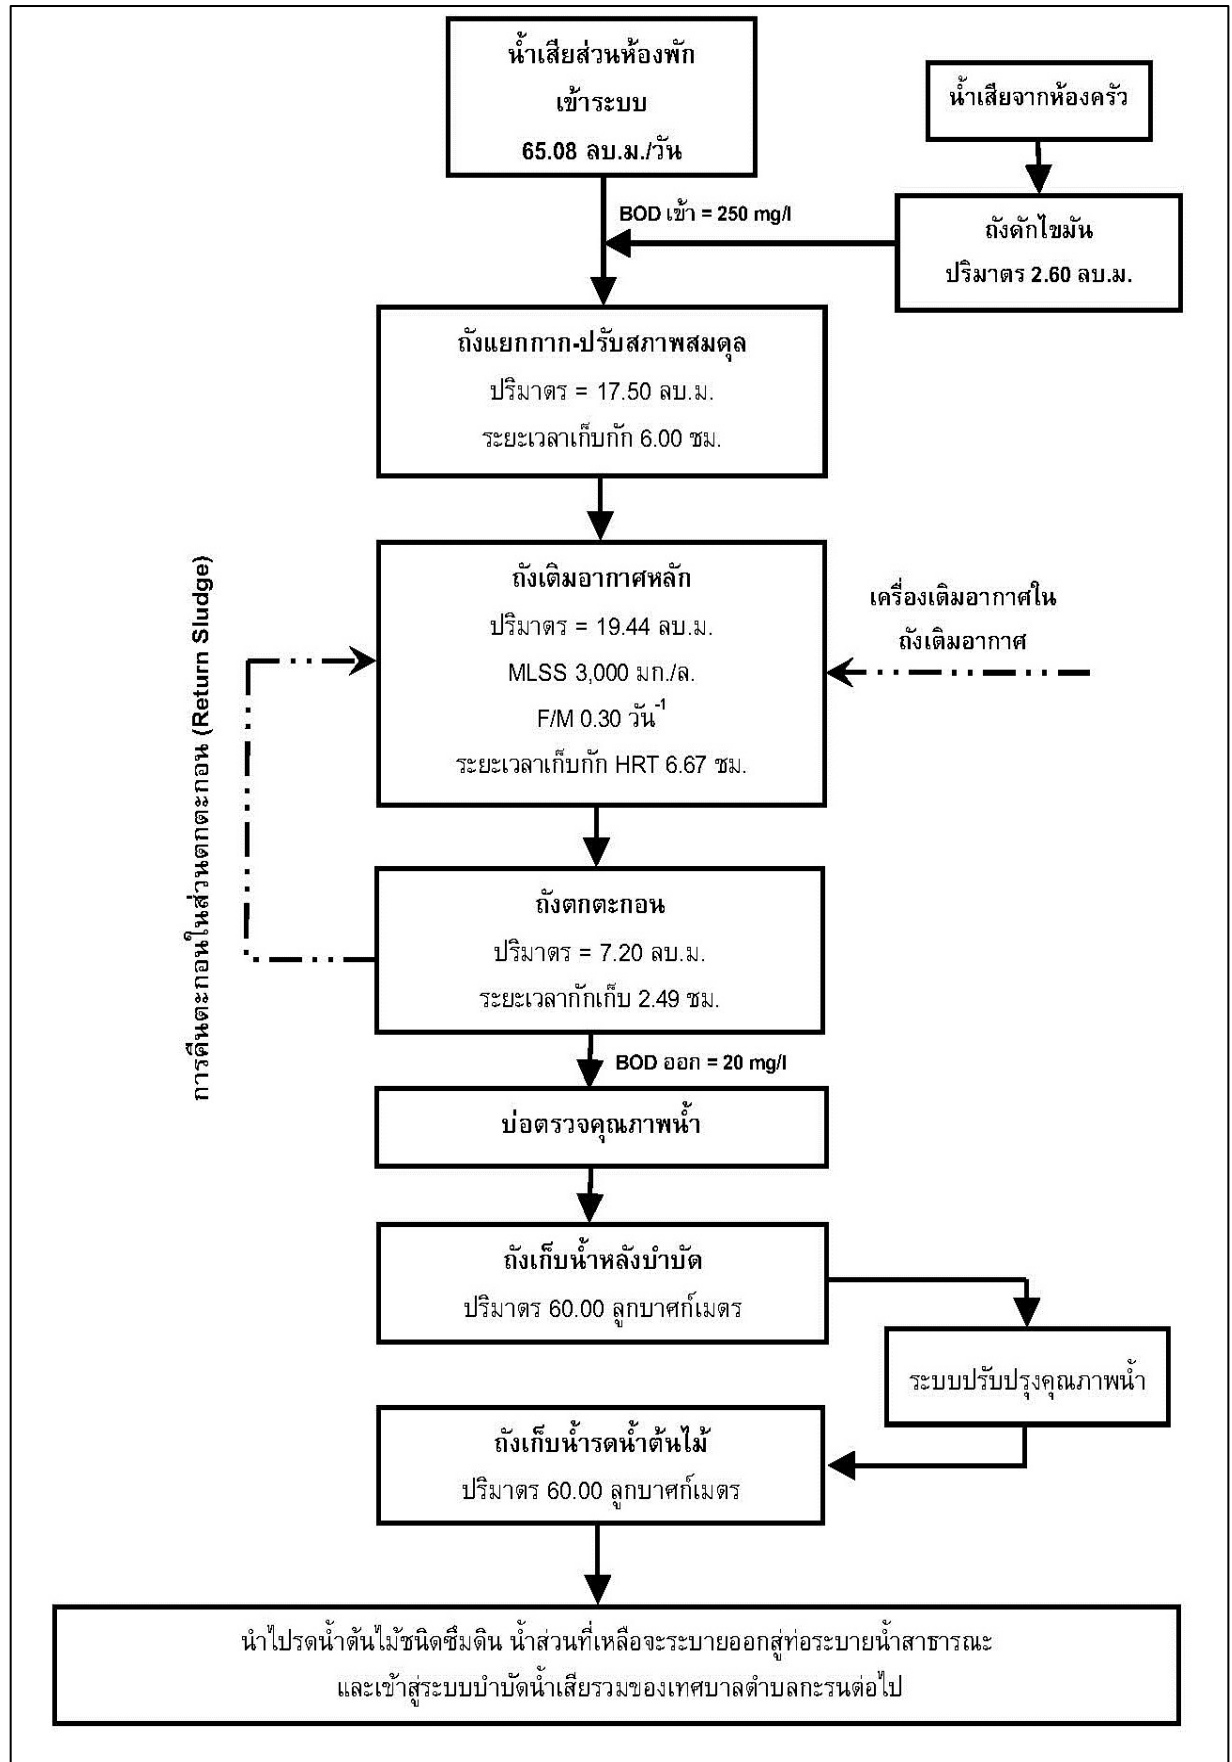 น้ำเสียส่วนห้องพัก
เข้าระบบ
65.08 ลบ.ม./วัน
น้ำเสียจากห้องครัว
BOD เข้า = 250 mg/l
ถังดักไขมัน
ปริมาตร 2.60 ลบ.ม.
ถังแยกกาก-ปรับสภาพสมดุล
ปริมาตร = 17.50 ลบ.ม.
ระยะเวลาเก็บกัก 6.00 ชม.
ถังเติมอากาศหลัก
ปริมาตร = 19.44 ลบ.ม.
MLSS 3,000 มก./ล.
F/M 0.30 วัน⁻¹
ระยะเวลาเก็บกัก HRT 6.67 ชม.
เครื่องเติมอากาศใน
ถังเติมอากาศ
การคืนตะกอนในส่วนตกตะกอน (Return Sludge)
ถังตกตะกอน
ปริมาตร = 7.20 ลบ.ม.
ระยะเวลากักเก็บ 2.49 ชม.
BOD ออก = 20 mg/l
บ่อตรวจคุณภาพน้ำ
ถังเก็บน้ำหลังบำบัด
ปริมาตร 60.00 ลูกบาศก์เมตร
ระบบปรับปรุงคุณภาพน้ำ
ถังเก็บน้ำรดน้ำต้นไม้
ปริมาตร 60.00 ลูกบาศก์เมตร
นำไปรดน้ำต้นไม้ชนิดซึมดิน น้ำส่วนที่เหลือจะระบายออกสู่ท่อระบายน้ำสาธารณะ
และเข้าสู่ระบบบำบัดน้ำเสียรวมของเทศบาลตำบลกะรนต่อไป